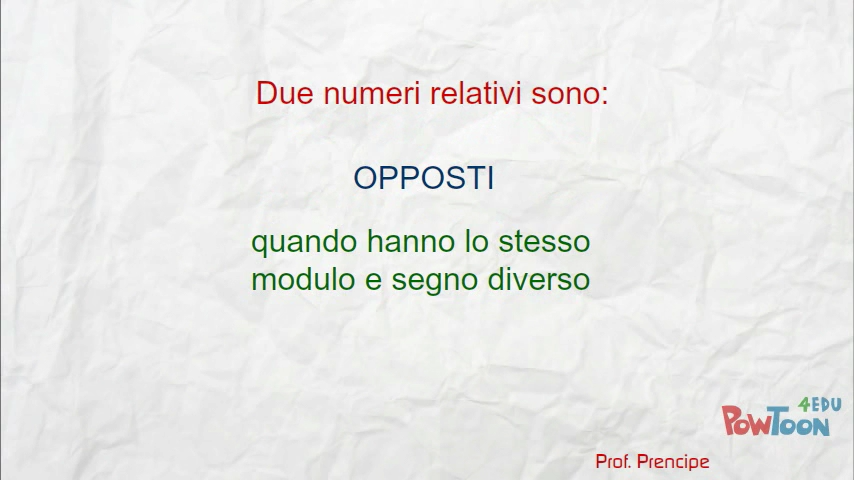 Due numeri relativi sono:
OPPOSTI
quando hanno lo stesso
modulo e segno diverso
4EDU
POWTOON
Prof. Prencipe